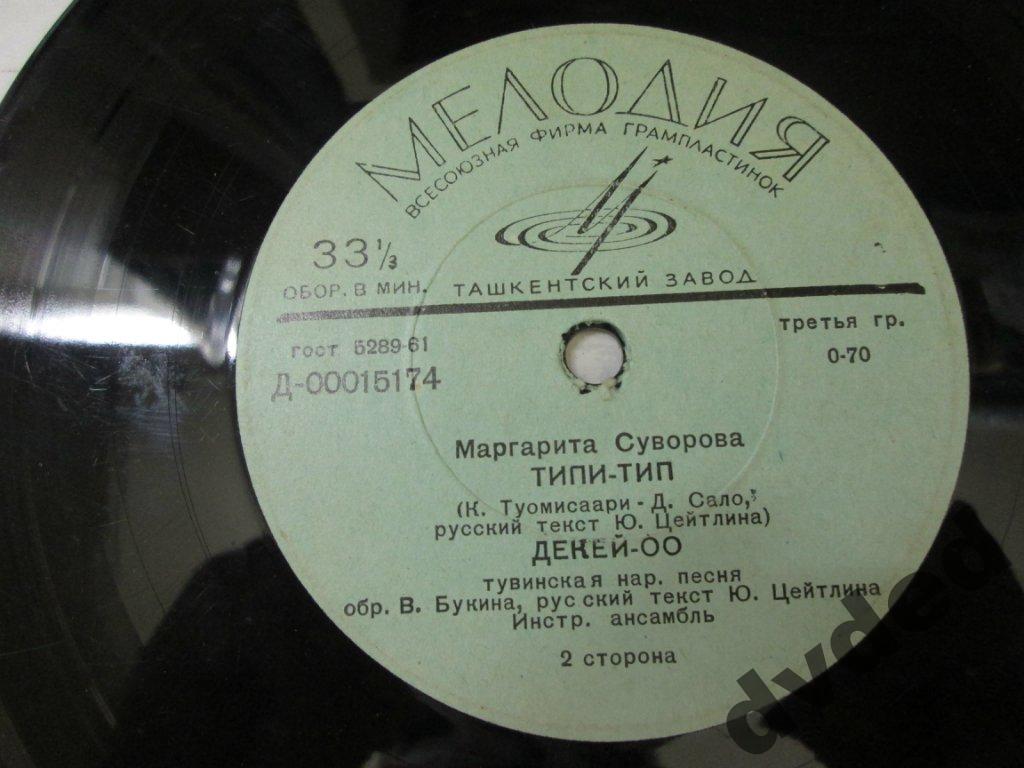 МЕЛОДИЯ
ВСЕСОЮЗНАЯ ФИРМА ГРАМПЛАСТИНОК
33⅓
ОБОР. В МИН.
ТАШКЕНТСКИЙ ЗАВОД
гост 5289-61
третья гр.
Д-00015174
0-70
Маргарита Суворова
ТИПИ-ТИП
(К. Туомисаари - Д. Сало,
русский текст Ю. Цейтлина)
ДЕКЕЙ-ОО
тувинская нар. песня
обр. В. Букина, русский текст Ю. Цейтлина
Инстр. ансамбль
2 сторона
dyded